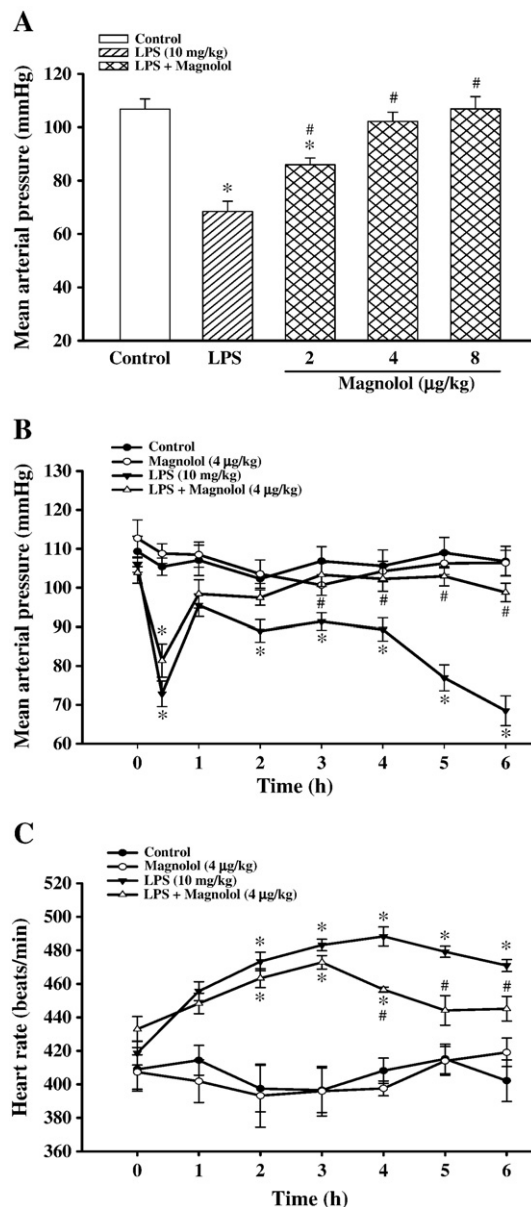 A
Control
LPS (10 mg/kg)
LPS + Magnolol
Mean arterial pressure (mmHg)
120
100
80
60
40
20
*
#
*
#
#
Control LPS 2 4 8
Magnolol (μg/kg)
B
Control
Magnolol (4 μg/kg)
LPS (10 mg/kg)
LPS + Magnolol (4 μg/kg)
Mean arterial pressure (mmHg)
130
120
110
100
90
80
70
60
*
*
*
#
*
#
*
#
*
#
*
0 1 2 3 4 5 6
Time (h)
C
Control
Magnolol (4 μg/kg)
LPS (10 mg/kg)
LPS + Magnolol (4 μg/kg)
Heart rate (beats/min)
520
500
480
460
440
420
400
380
360
*
*
*
*
*
*
*
*
#
#
#
0 1 2 3 4 5 6
Time (h)